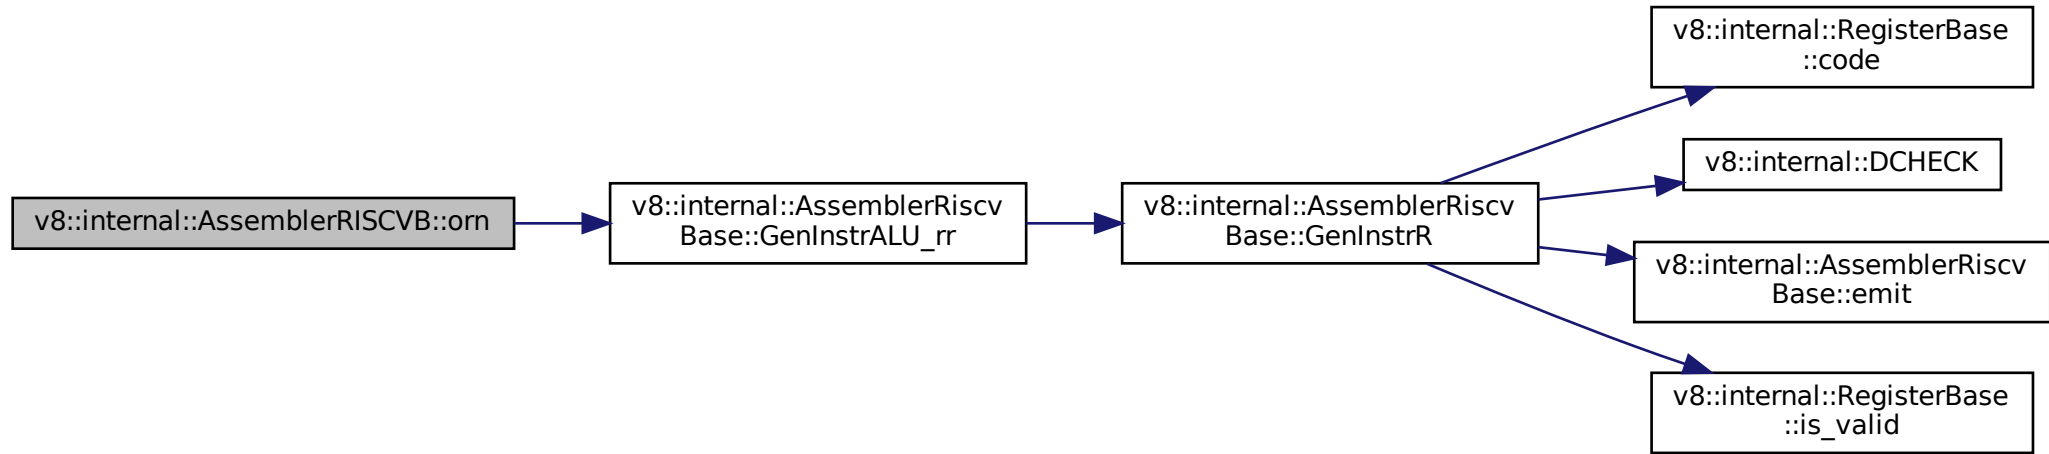 v8::internal::AssemblerRISCVB::orn
v8::internal::AssemblerRiscv
Base::GenInstrALU_rr
v8::internal::AssemblerRiscv
Base::GenInstrR
v8::internal::RegisterBase
::code
v8::internal::DCHECK
v8::internal::AssemblerRiscv
Base::emit
v8::internal::RegisterBase
::is_valid